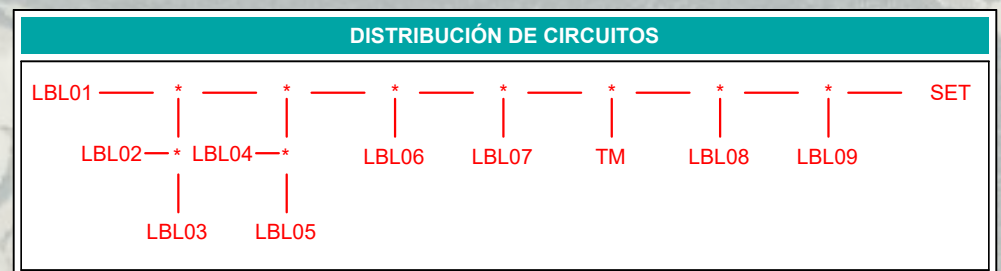 DISTRIBUCIÓN DE CIRCUITOS
LBL01 * * * * * * * SET
LBL02 * LBL04 * LBL06 LBL07 TM LBL08 LBL09
LBL03 LBL05